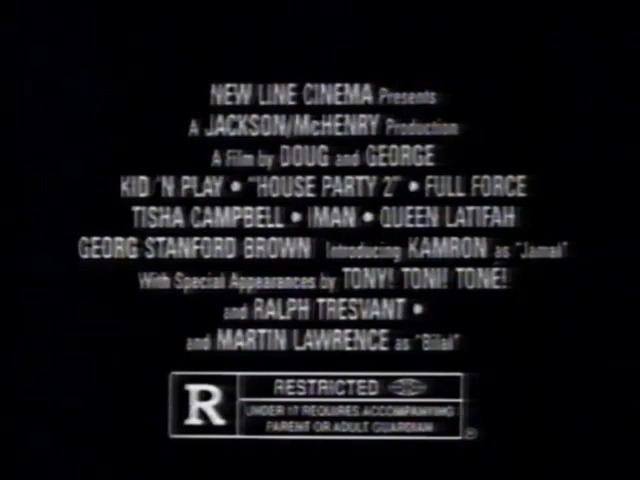 NEW LINE CINEMA Presents
A JACKSON/McHENRY Production
A Film by DOUG and GEORGE
KID 'N PLAY • "HOUSE PARTY 2" • FULL FORCE
TISHA CAMPBELL • IMAN • QUEEN LATIFAH
GEORG STANFORD BROWN Introducing KAMRON as "Jamal"
With Special Appearances by TONY! TONI! TONE!
and RALPH TRESVANT •
and MARTIN LAWRENCE as "Bilal"
R RESTRICTED
UNDER 17 REQUIRES ACCOMPANYING
PARENT OR ADULT GUARDIAN